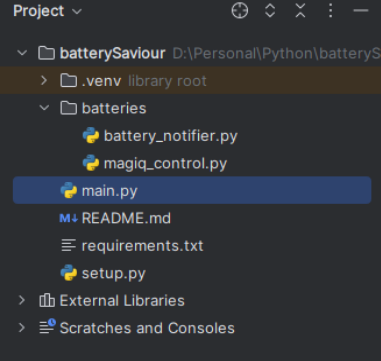 Project
batterySaviour D:\Personal\Python\batteryS
.venv library root
batteries
battery_notifier.py
magiq_control.py
main.py
M↓ README.md
requirements.txt
setup.py
External Libraries
Scratches and Consoles